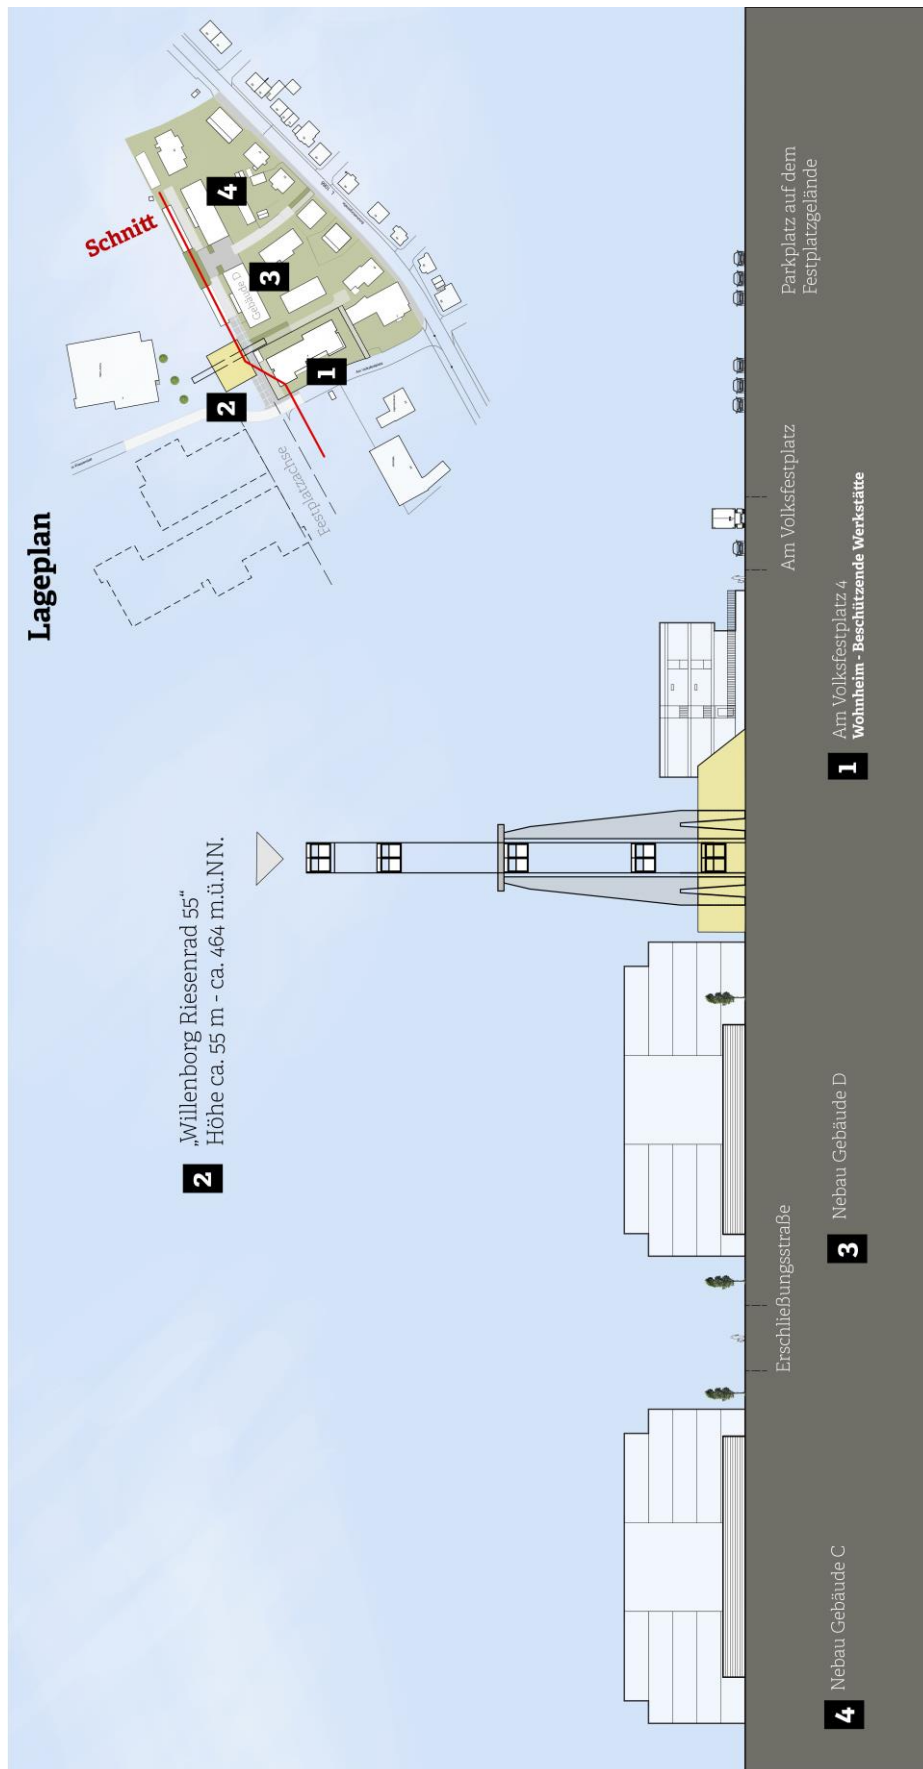 Lageplan
Schnitt
4
3
Gebäude D
2
1
Festplatzachse
2
„Willenborg Riesenrad 55“
Höhe ca. 55 m - ca. 464 m.ü.NN.
Erschließungsstraße
Am Volksfestplatz
Parkplatz auf dem
Festplatzgelände
4
Nebau Gebäude C
3
Nebau Gebäude D
1
Am Volksfestplatz 4
Wohnheim - Beschützende Werkstätte